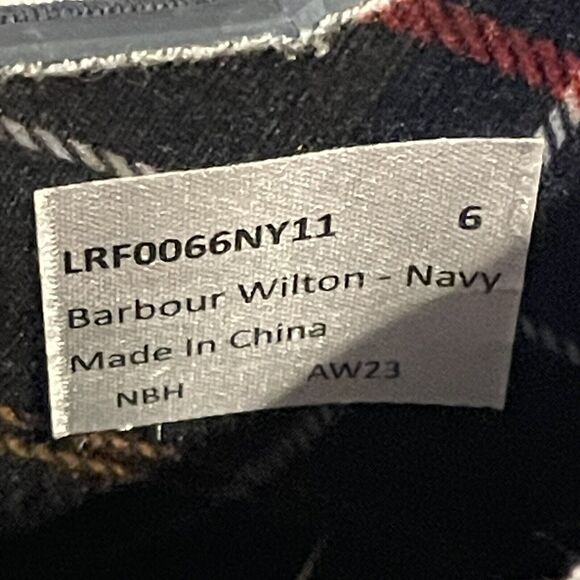 LRF0066NY11 6
Barbour Wilton - Navy
Made In China
NBH AW23